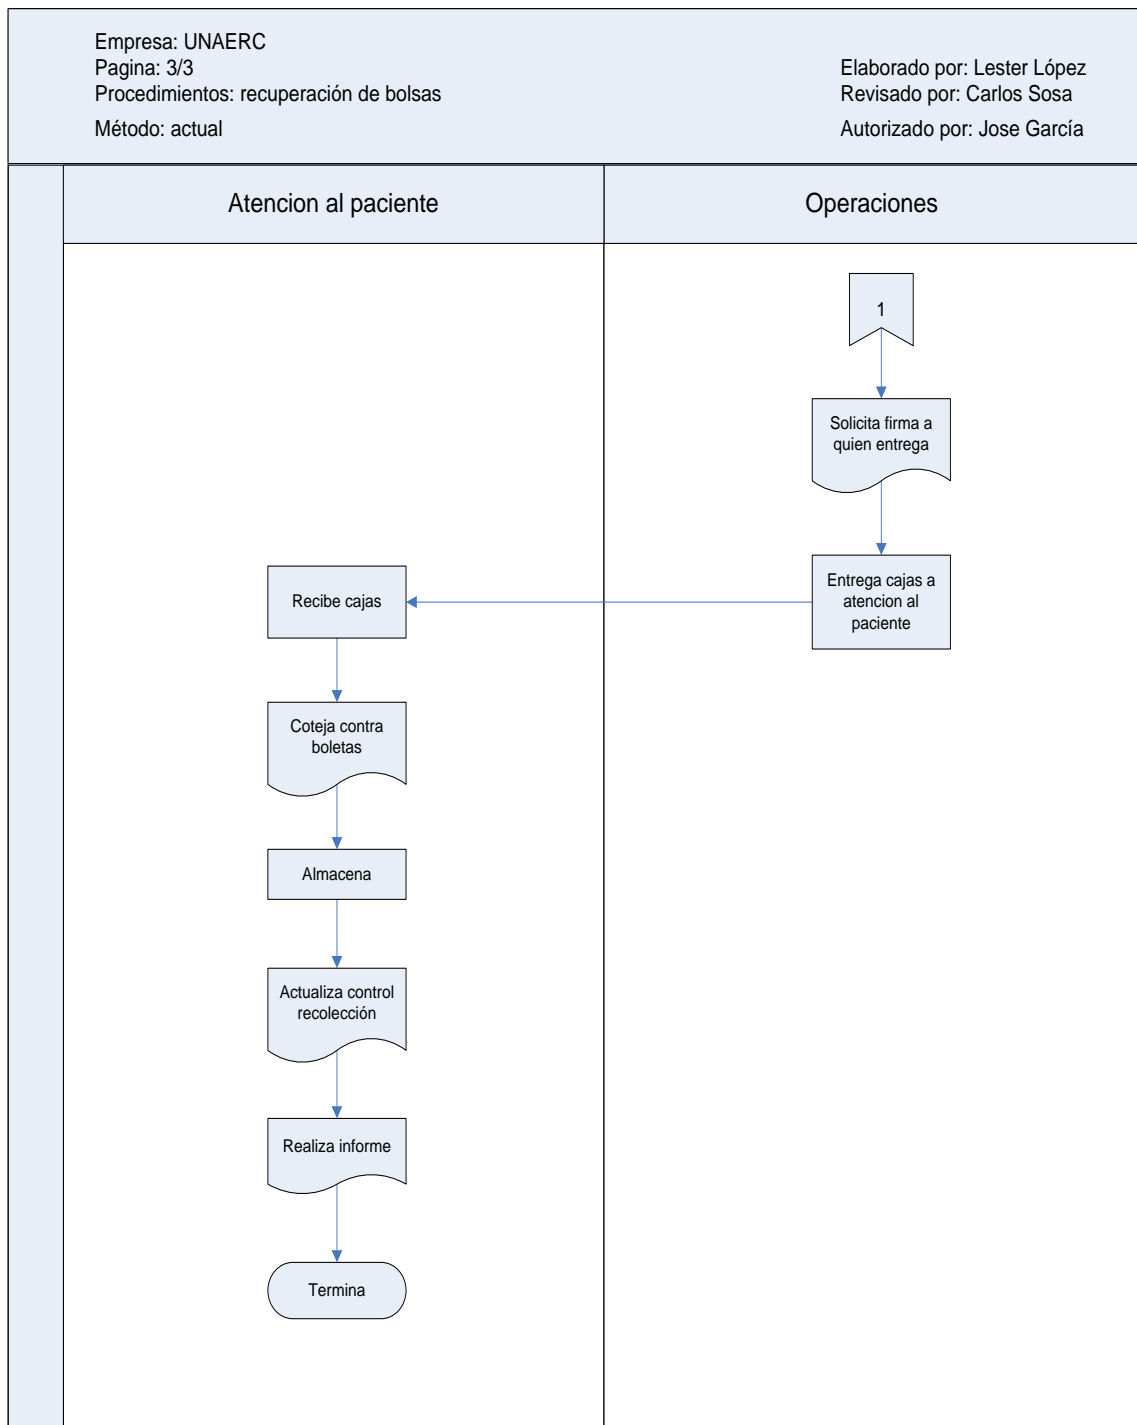 Empresa: UNAERC
Pagina: 3/3
Procedimientos: recuperación de bolsas
Método: actual
Elaborado por: Lester López
Revisado por: Carlos Sosa
Autorizado por: Jose García
Atencion al paciente
Operaciones
1
Solicita firma a
quien entrega
Entrega cajas a
atencion al
paciente
Recibe cajas
Coteja contra
boletas
Almacena
Actualiza control
recolección
Realiza informe
Termina